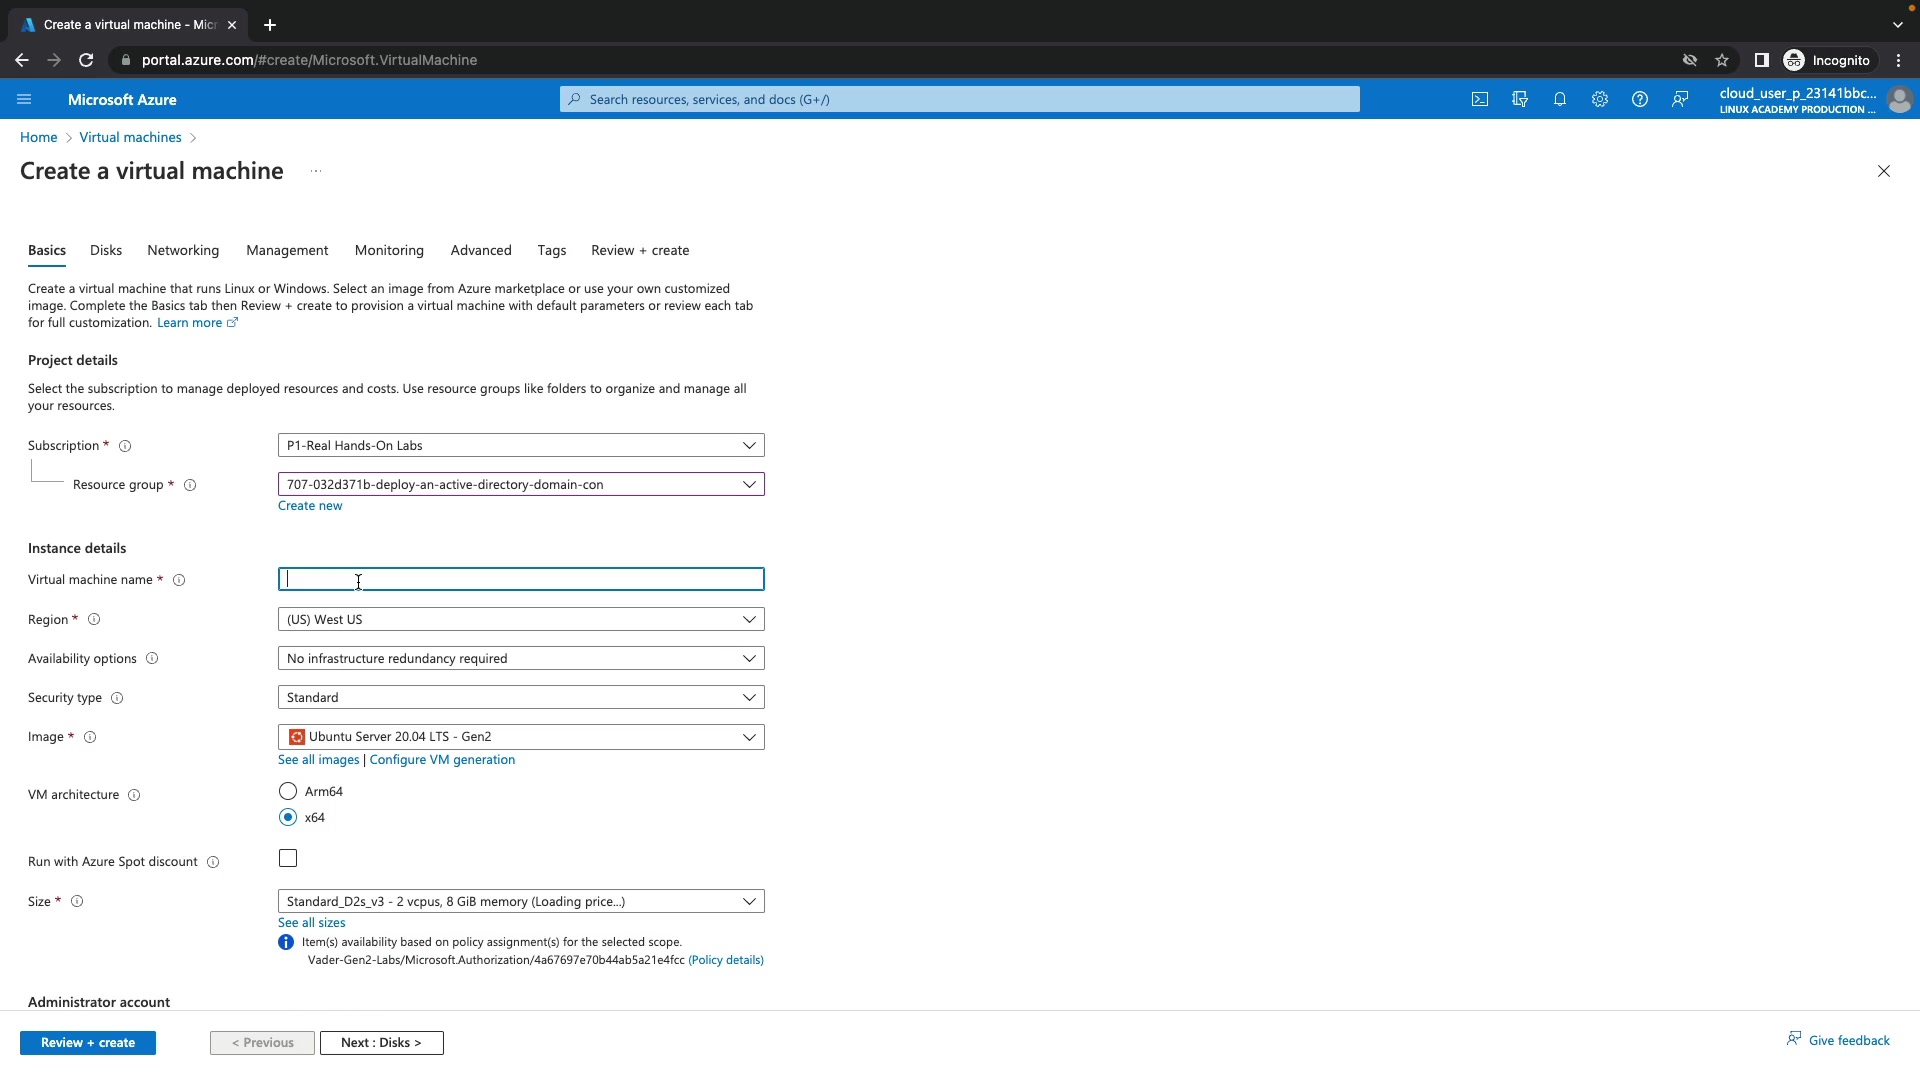 Create a virtual machine - Mic
portal.azure.com/#create/Microsoft.VirtualMachine
Incognito
Microsoft Azure
Search resources, services, and docs (G+/)
cloud_user_p_23141bbc...
LINUX ACADEMY PRODUCTION ...
Home > Virtual machines >
Create a virtual machine ...
Basics Disks Networking Management Monitoring Advanced Tags Review + create
Create a virtual machine that runs Linux or Windows. Select an image from Azure marketplace or use your own customized
image. Complete the Basics tab then Review + create to provision a virtual machine with default parameters or review each tab
for full customization. Learn more
Project details
Select the subscription to manage deployed resources and costs. Use resource groups like folders to organize and manage all
your resources.
Subscription * P1-Real Hands-On Labs
Resource group * 707-032d371b-deploy-an-active-directory-domain-con
Create new
Instance details
Virtual machine name *
Region * (US) West US
Availability options No infrastructure redundancy required
Security type Standard
Image * Ubuntu Server 20.04 LTS - Gen2
See all images | Configure VM generation
VM architecture Arm64
x64
Run with Azure Spot discount
Size * Standard_D2s_v3 - 2 vcpus, 8 GiB memory (Loading price...)
See all sizes
Item(s) availability based on policy assignment(s) for the selected scope.
Vader-Gen2-Labs/Microsoft.Authorization/4a67697e70b44ab5a21e4fcc (Policy details)
Administrator account
Review + create < Previous Next : Disks > Give feedback